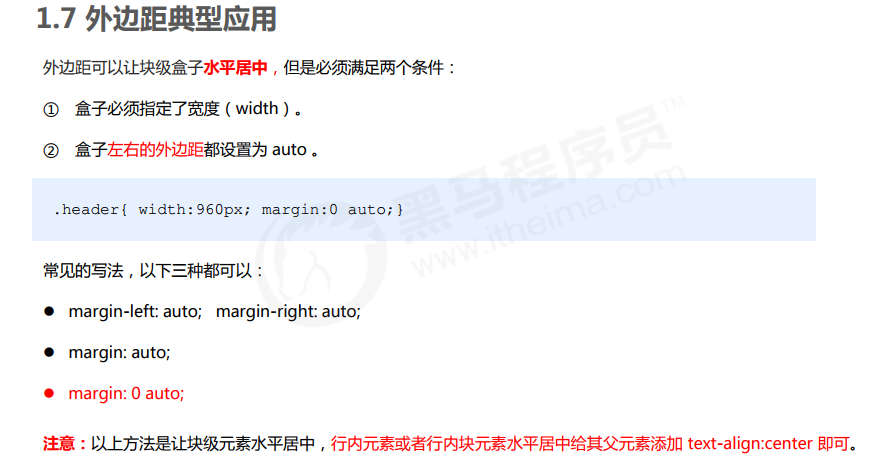 1.7 外边距典型应用
外边距可以让块级盒子水平居中，但是必须满足两个条件：
① 盒子必须指定了宽度（width）。
② 盒子左右的外边距都设置为 auto 。
.header{ width:960px; margin:0 auto;}
常见的写法，以下三种都可以：
● margin-left: auto; margin-right: auto;
● margin: auto;
● margin: 0 auto;
注意：以上方法是让块级元素水平居中，行内元素或者行内块元素水平居中给其父元素添加 text-align:center 即可。
黑马程序员™
www.itheima.com